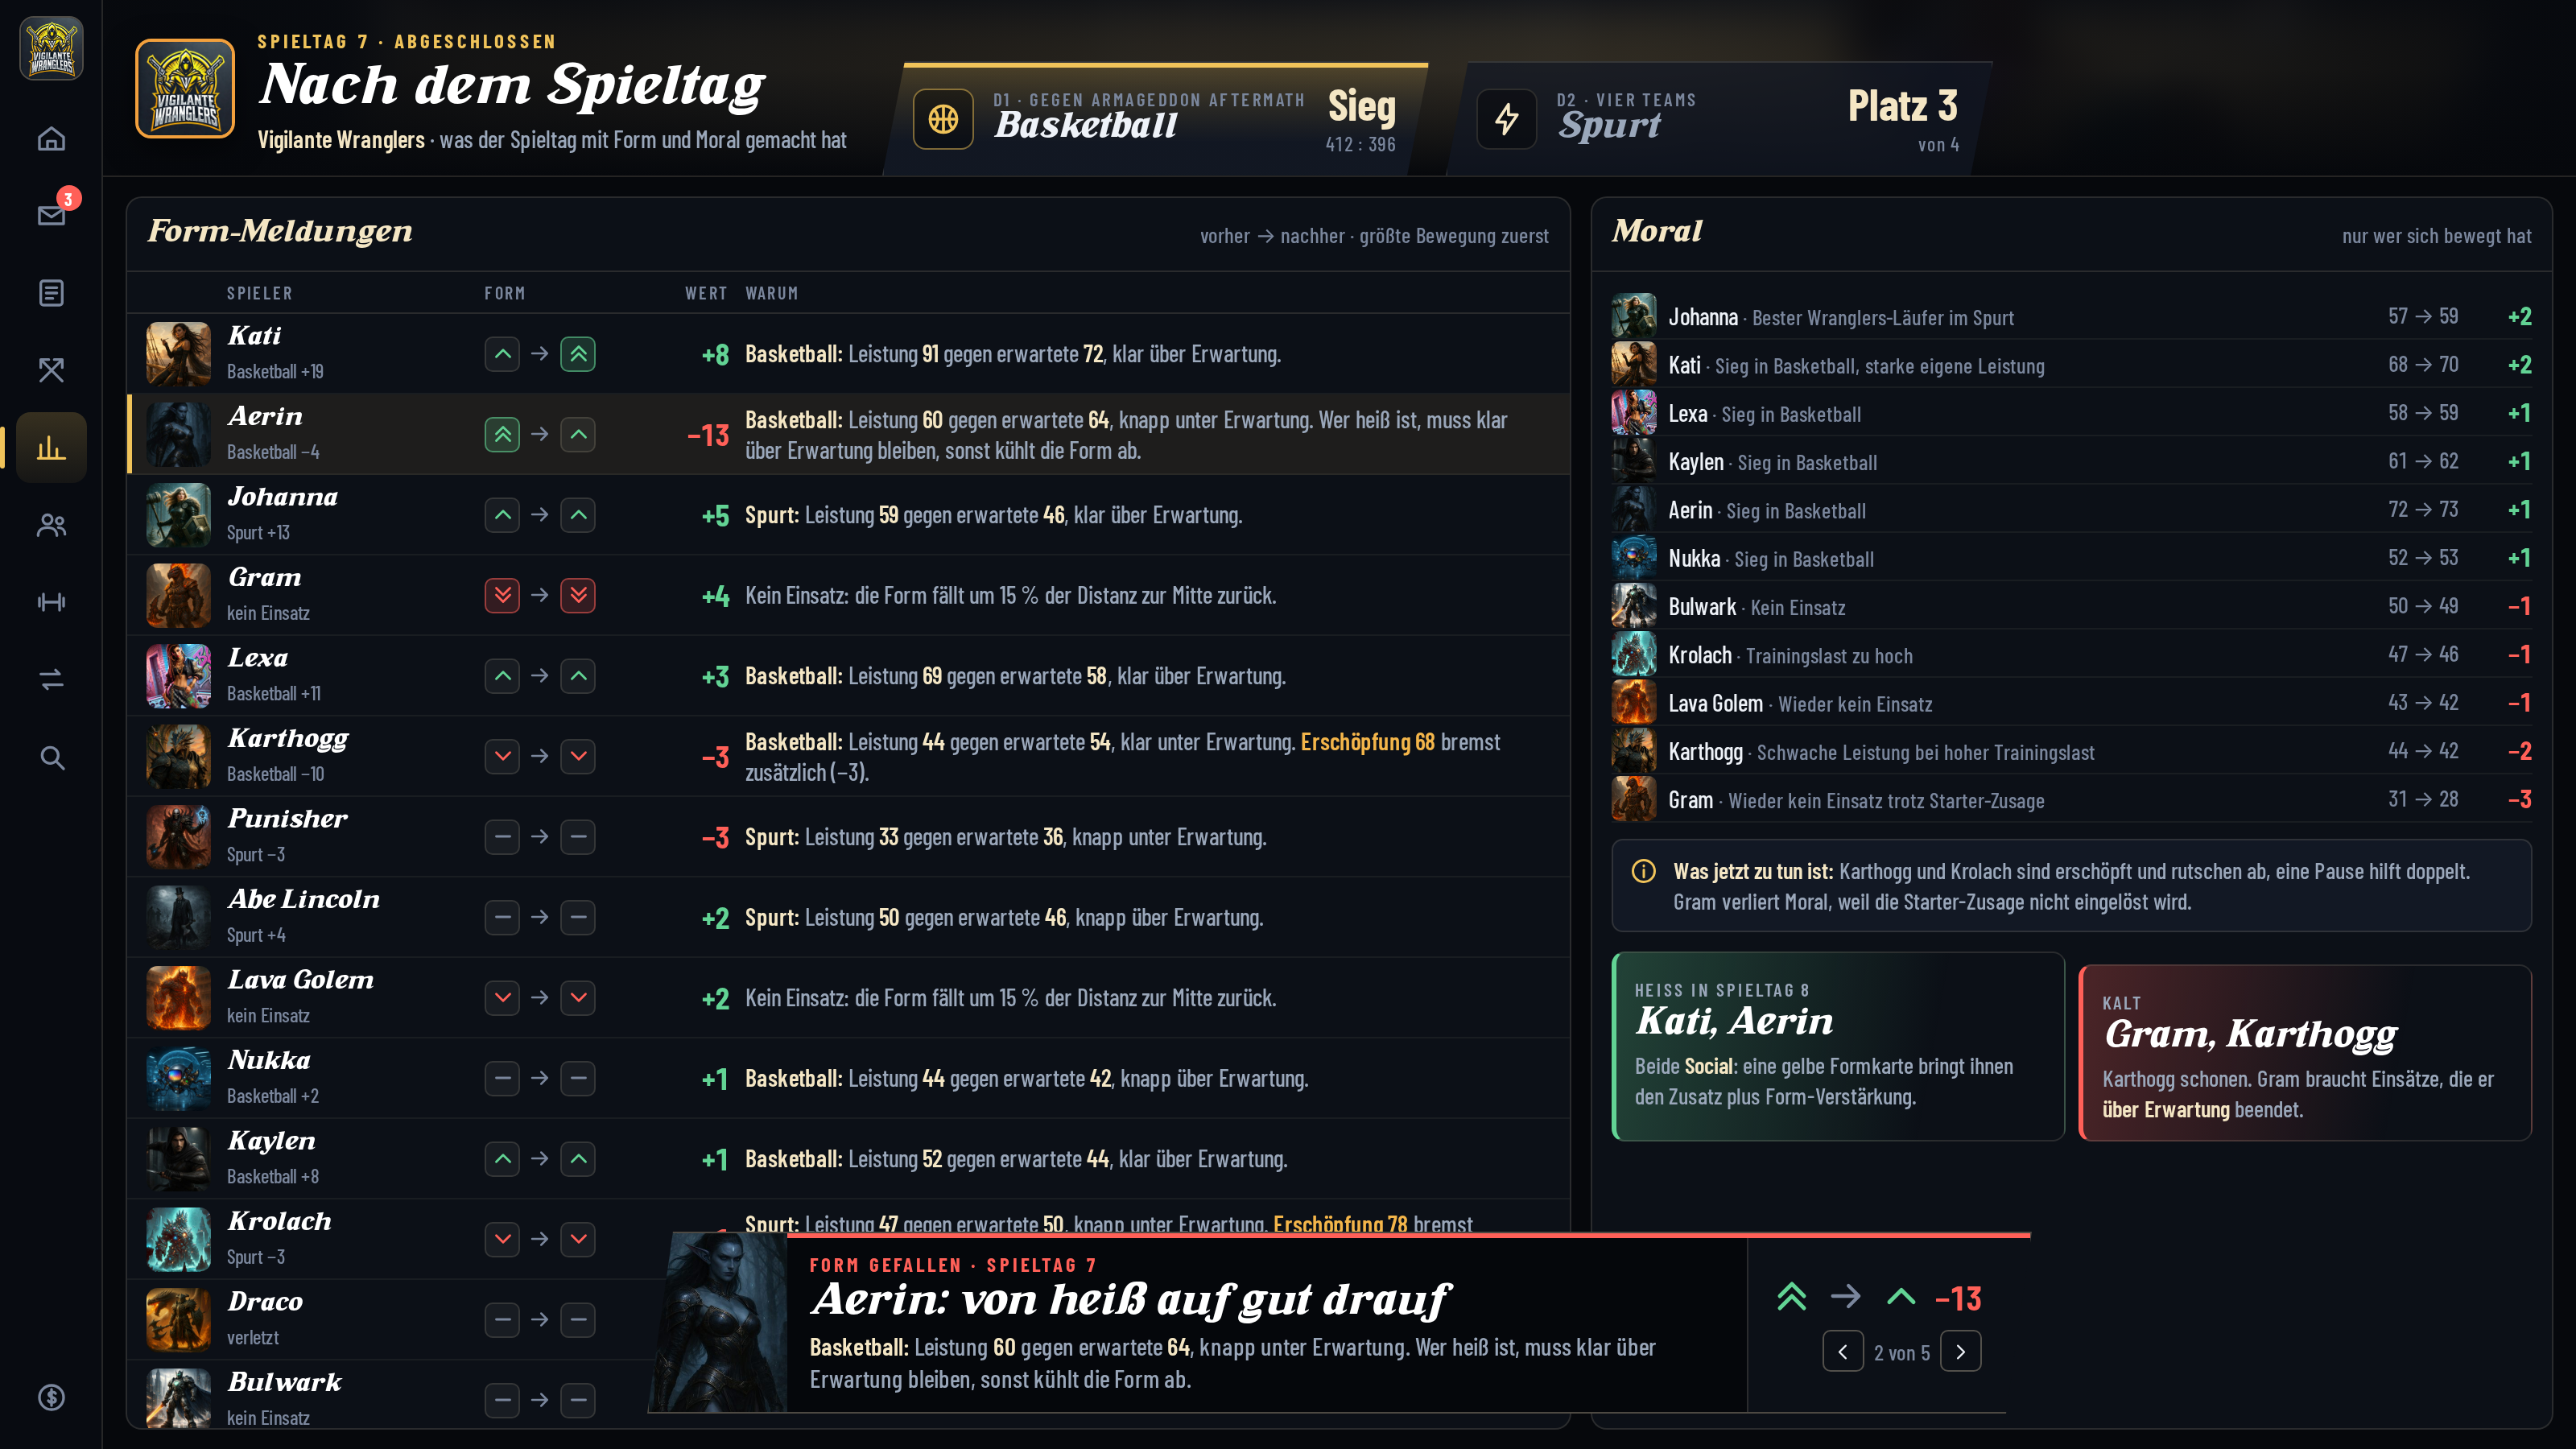 VIGILANTE
WRANGLERS
3
VIGILANTE
WRANGLERS
SPIELTAG 7 · ABGESCHLOSSEN
Nach dem Spieltag
Vigilante Wranglers · was der Spieltag mit Form und Moral gemacht hat
D1 · GEGEN ARMAGEDDON AFTERMATH
Basketball
Sieg
412 : 396
D2 · VIER TEAMS
Spurt
Platz 3
von 4
Form-Meldungen
vorher → nachher · größte Bewegung zuerst
SPIELER FORM WERT WARUM
Kati
Basketball +19
+8
Basketball: Leistung 91 gegen erwartete 72, klar über Erwartung.
Aerin
Basketball −4
−13
Basketball: Leistung 60 gegen erwartete 64, knapp unter Erwartung. Wer heiß ist, muss klar
über Erwartung bleiben, sonst kühlt die Form ab.
Johanna
Spurt +13
+5
Spurt: Leistung 59 gegen erwartete 46, klar über Erwartung.
Gram
kein Einsatz
+4
Kein Einsatz: die Form fällt um 15 % der Distanz zur Mitte zurück.
Lexa
Basketball +11
+3
Basketball: Leistung 69 gegen erwartete 58, klar über Erwartung.
Karthogg
Basketball −10
−3
Basketball: Leistung 44 gegen erwartete 54, klar unter Erwartung. Erschöpfung 68 bremst
zusätzlich (−3).
Punisher
Spurt −3
−3
Spurt: Leistung 33 gegen erwartete 36, knapp unter Erwartung.
Abe Lincoln
Spurt +4
+2
Spurt: Leistung 50 gegen erwartete 46, knapp über Erwartung.
Lava Golem
kein Einsatz
+2
Kein Einsatz: die Form fällt um 15 % der Distanz zur Mitte zurück.
Nukka
Basketball +2
+1
Basketball: Leistung 44 gegen erwartete 42, knapp über Erwartung.
Kaylen
Basketball +8
+1
Basketball: Leistung 52 gegen erwartete 44, klar über Erwartung.
Krolach
Spurt −3
Spurt: Leistung 47 gegen erwartete 50, knapp unter Erwartung. Erschöpfung 78 bremst
Draco
verletzt
Bulwark
kein Einsatz
Moral
nur wer sich bewegt hat
Johanna · Bester Wranglers-Läufer im Spurt 57 → 59 +2
Kati · Sieg in Basketball, starke eigene Leistung 68 → 70 +2
Lexa · Sieg in Basketball 58 → 59 +1
Kaylen · Sieg in Basketball 61 → 62 +1
Aerin · Sieg in Basketball 72 → 73 +1
Nukka · Sieg in Basketball 52 → 53 +1
Bulwark · Kein Einsatz 50 → 49 −1
Krolach · Trainingslast zu hoch 47 → 46 −1
Lava Golem · Wieder kein Einsatz 43 → 42 −1
Karthogg · Schwache Leistung bei hoher Trainingslast 44 → 42 −2
Gram · Wieder kein Einsatz trotz Starter-Zusage 31 → 28 −3
Was jetzt zu tun ist: Karthogg und Krolach sind erschöpft und rutschen ab, eine Pause hilft doppelt.
Gram verliert Moral, weil die Starter-Zusage nicht eingelöst wird.
HEISS IN SPIELTAG 8
Kati, Aerin
Beide Social: eine gelbe Formkarte bringt ihnen
den Zusatz plus Form-Verstärkung.
KALT
Gram, Karthogg
Karthogg schonen. Gram braucht Einsätze, die er
über Erwartung beendet.
FORM GEFALLEN · SPIELTAG 7
Aerin: von heiß auf gut drauf
Basketball: Leistung 60 gegen erwartete 64, knapp unter Erwartung. Wer heiß ist, muss klar über
Erwartung bleiben, sonst kühlt die Form ab.
→ −13
2 von 5